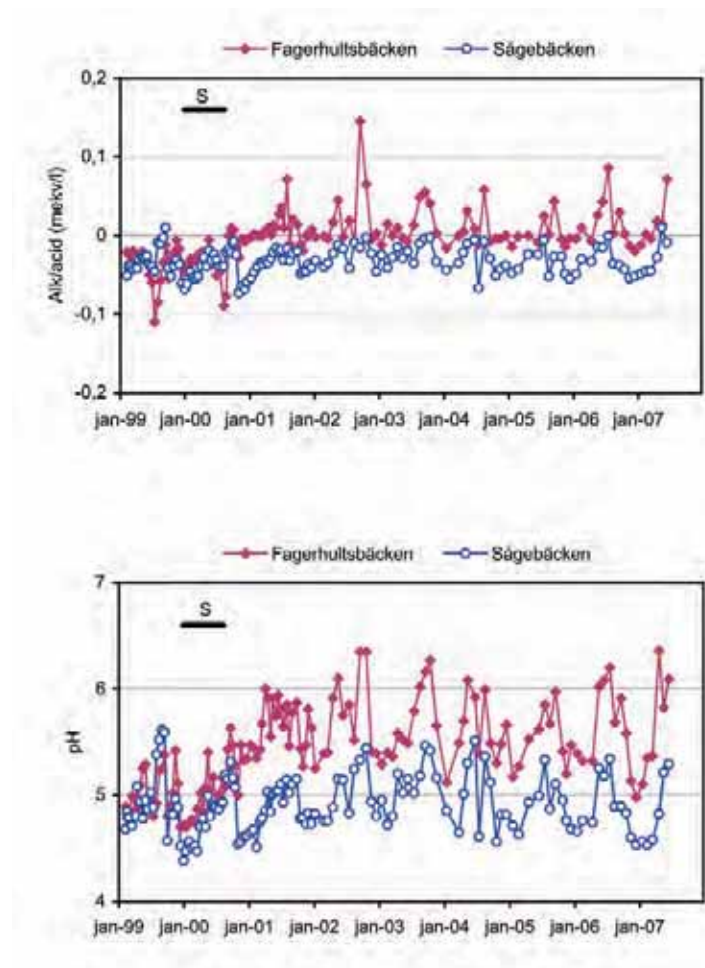 Fagerhultsbäcken Sågebäcken
0,2
S
0,1
0
-0,1
-0,2
Alk/acid (mekv/l)
jan-99 jan-00 jan-01 jan-02 jan-03 jan-04 jan-05 jan-06 jan-07
Fagerhultsbäcken Sågebäcken
7
S
6
5
4
pH
jan-99 jan-00 jan-01 jan-02 jan-03 jan-04 jan-05 jan-06 jan-07